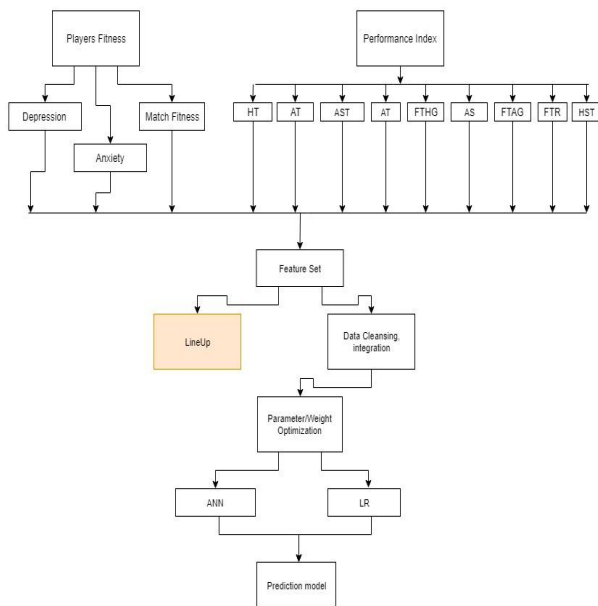 Players Fitness
Performance Index
Depression
Match Fitness
HT
AT
AST
AT
FTHG
AS
FTAG
FTR
HST
Anxiety
Feature Set
LineUp
Data Cleansing,
integration
Parameter/Weight
Optimization
ANN
LR
Prediction model